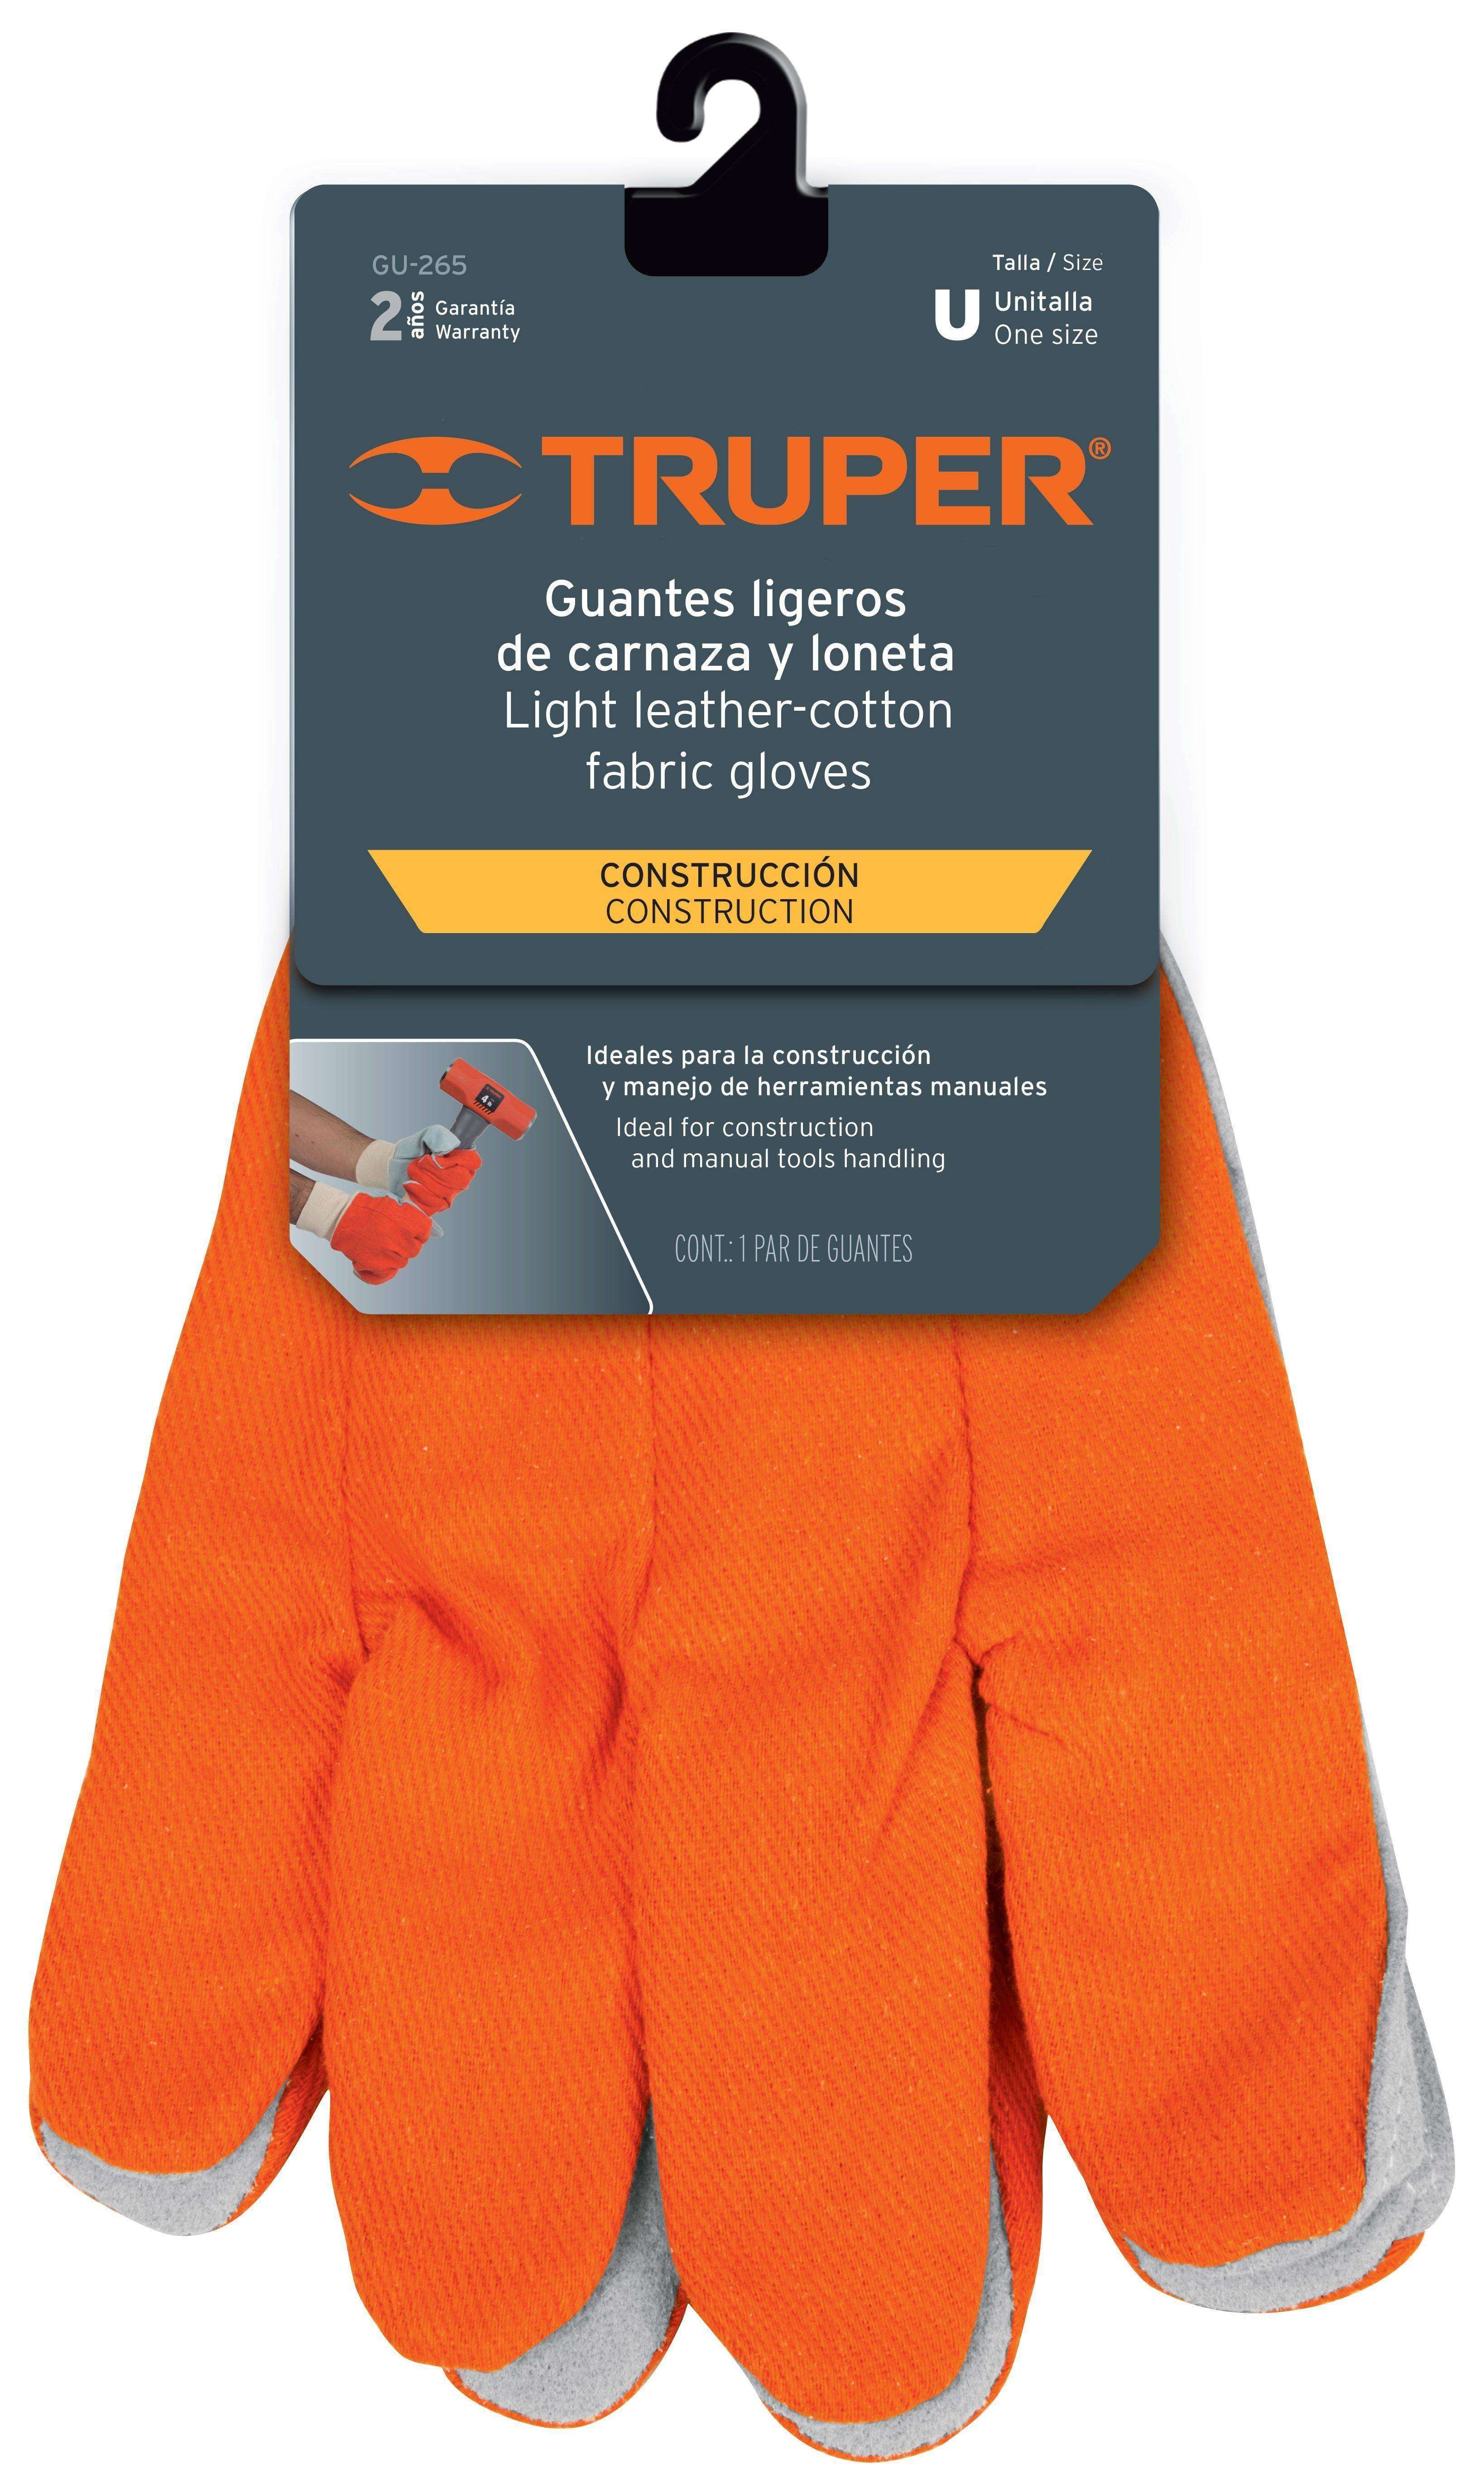 GU-265
2 años Garantía
Warranty
Talla / Size
U Unitalla
One size
TRUPER®
Guantes ligeros
de carnaza y loneta
Light leather-cotton
fabric gloves
CONSTRUCCIÓN
CONSTRUCTION
Ideales para la construcción
y manejo de herramientas manuales
Ideal for construction
and manual tools handling
CONT.: 1 PAR DE GUANTES